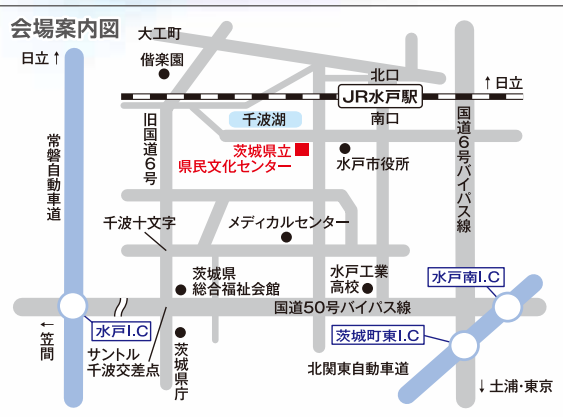 会場案内図
大工町
日立↑
偕楽園
北口
JR水戸駅
↑日立
南口
千波湖
旧国道6号
国道6号バイパス線
常磐自動車道
茨城県立
県民文化センター
水戸市役所
千波十文字
メディカルセンター
茨城県
総合福祉会館
水戸工業
高校
水戸南I.C
国道50号バイパス線
水戸I.C
←笠間
サントル
千波交差点
茨城県庁
茨城町東I.C
北関東自動車道
↓土浦・東京